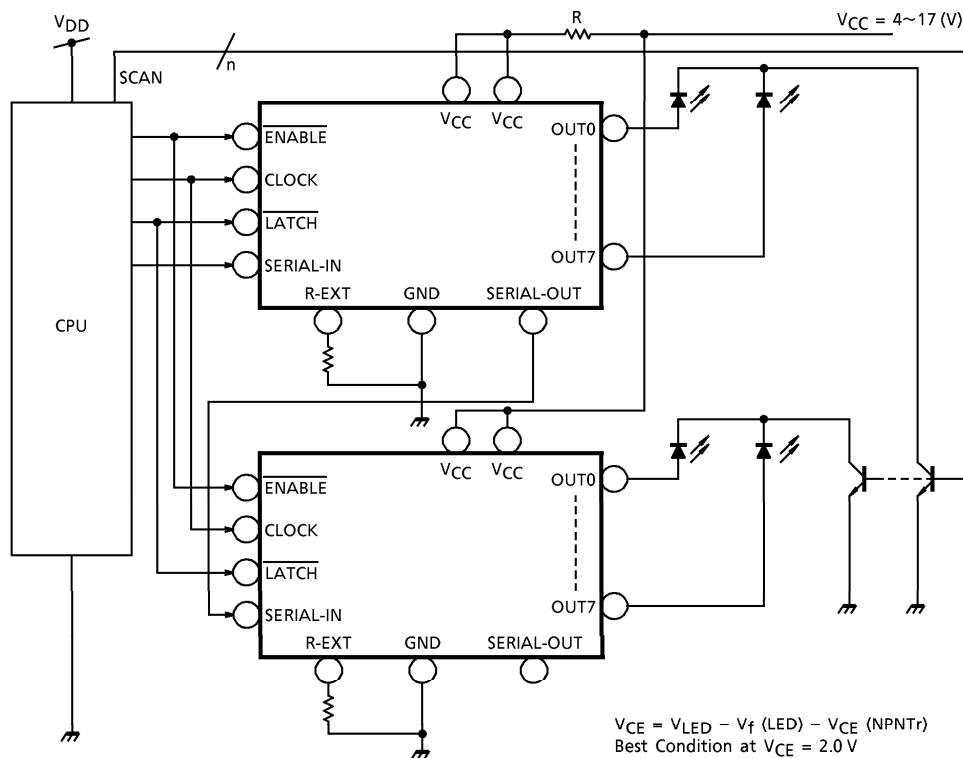 V_DD
R
V_CC = 4~17 (V)
n
SCAN
V_CC V_CC
ENABLE
CLOCK
LATCH
SERIAL-IN
OUT0
OUT7
R-EXT GND SERIAL-OUT
CPU
V_CC V_CC
ENABLE
CLOCK
LATCH
SERIAL-IN
OUT0
OUT7
R-EXT GND SERIAL-OUT
V_CE = V_LED − V_f (LED) − V_CE (NPNTr)
Best Condition at V_CE = 2.0 V